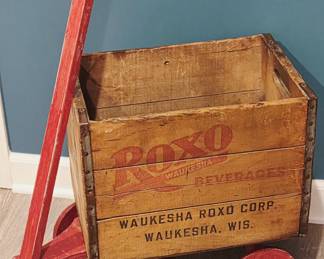 ROXO
WAUKESHA
BEVERAGES
WAUKESHA ROXO CORP.
WAUKESHA, WIS.